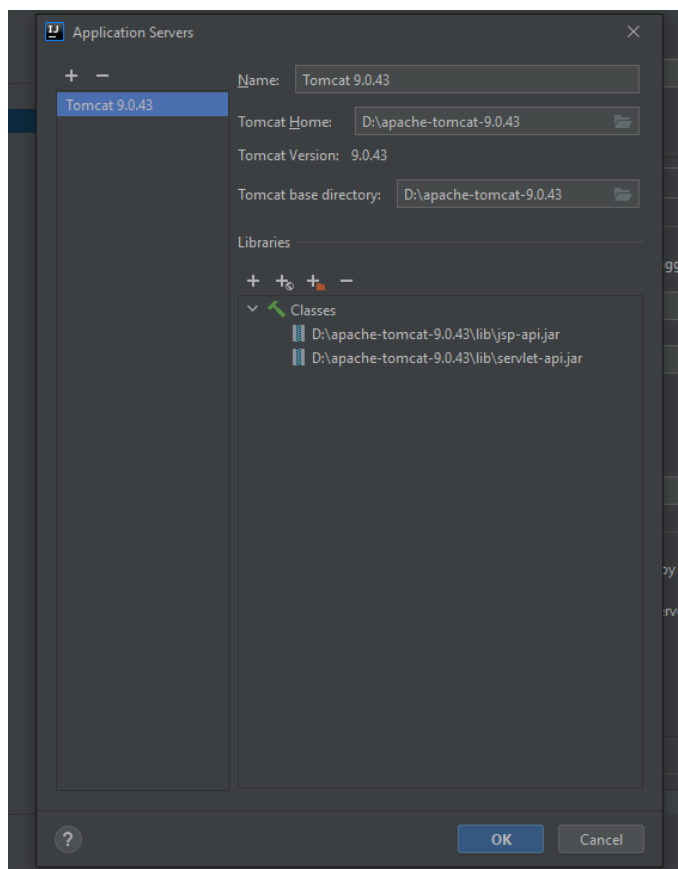 Application Servers
Tomcat 9.0.43
Name: Tomcat 9.0.43
Tomcat Home: D:\apache-tomcat-9.0.43
Tomcat Version: 9.0.43
Tomcat base directory: D:\apache-tomcat-9.0.43
Libraries
Classes
D:\apache-tomcat-9.0.43\lib\jsp-api.jar
D:\apache-tomcat-9.0.43\lib\servlet-api.jar
? OK Cancel